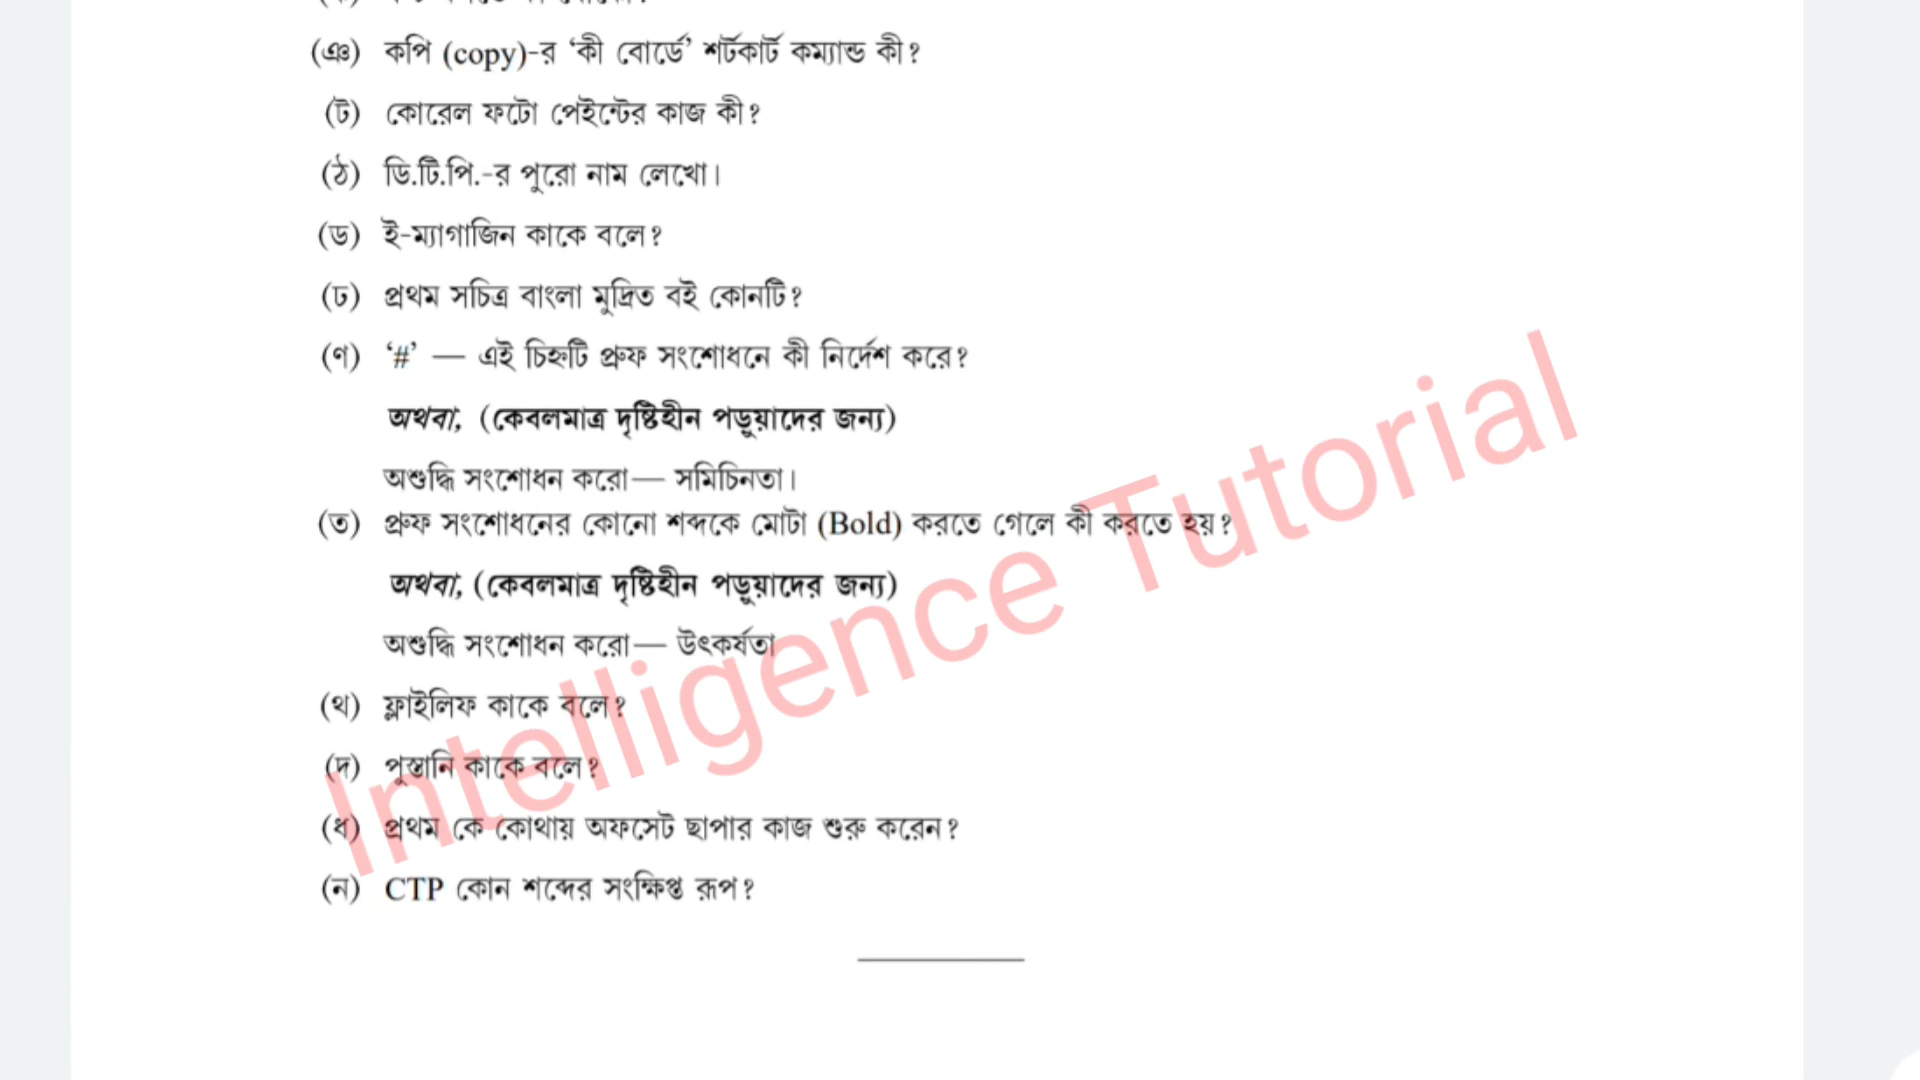 (ঞ) কপি (copy)-র ‘কী বোর্ডে’ শর্টকার্ট কম্যান্ড কী?
(ট) কোরেল ফটো পেইন্টের কাজ কী?
(ঠ) ডি.টি.পি.-র পুরো নাম লেখো।
(ড) ই-ম্যাগাজিন কাকে বলে?
(ঢ) প্রথম সচিত্র বাংলা মুদ্রিত বই কোনটি?
(ণ) ‘#’ — এই চিহ্নটি প্রুফ সংশোধনে কী নির্দেশ করে?
অথবা, (কেবলমাত্র দৃষ্টিহীন পড়ুয়াদের জন্য)
অশুদ্ধি সংশোধন করো— সমিচিনতা।
(ত) প্রুফ সংশোধনের কোনো শব্দকে মোটা (Bold) করতে গেলে কী করতে হয়?
অথবা, (কেবলমাত্র দৃষ্টিহীন পড়ুয়াদের জন্য)
অশুদ্ধি সংশোধন করো— উৎকর্ষতা
(থ) ফ্লাইলিফ কাকে বলে?
(দ) পুস্তানি কাকে বলে?
(ধ) প্রথম কে কোথায় অফসেট ছাপার কাজ শুরু করেন?
(ন) CTP কোন শব্দের সংক্ষিপ্ত রূপ?
Intelligence Tutorial